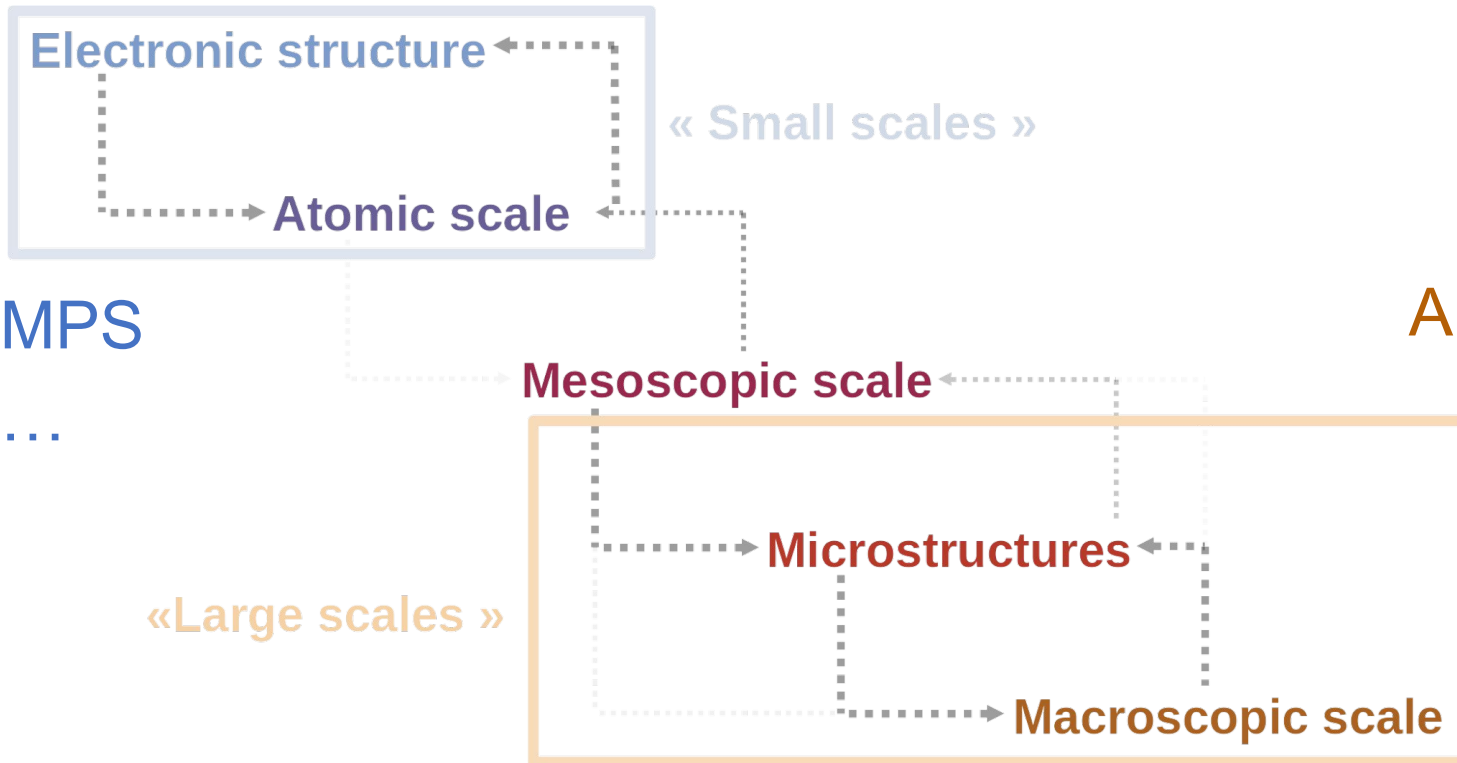 Electronic structure
« Small scales »
Atomic scale
MPS
A
Mesoscopic scale
...
Microstructures
«Large scales »
Macroscopic scale